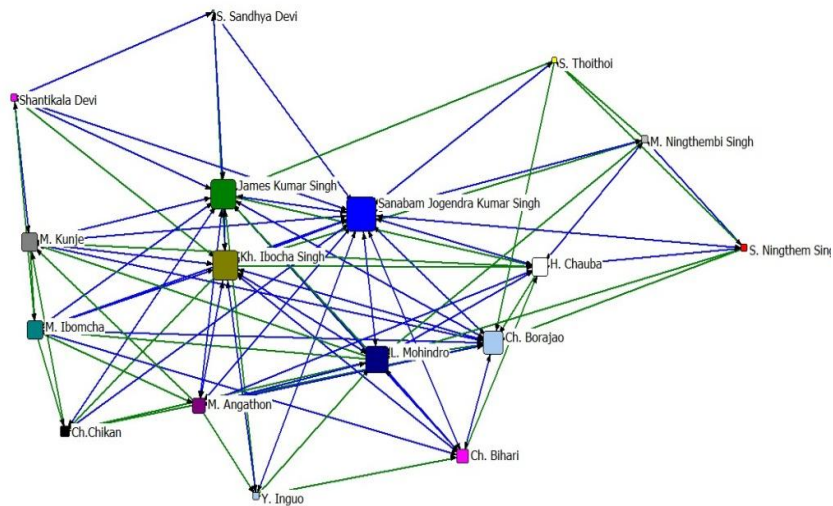 S. Sandhya Devi
S. Thoithoi
Shantikala Devi
M. Ningthembi Singh
James Kumar Singh
Sanabam Jogendra Kumar Singh
M. Kunje
S. Ningthem Sing
Kh. Ibocha Singh
H. Chauba
M. Ibomcha
Ch. Borajao
L. Mohindro
M. Angathon
Ch.Chikan
Ch. Bihari
Y. Inguo